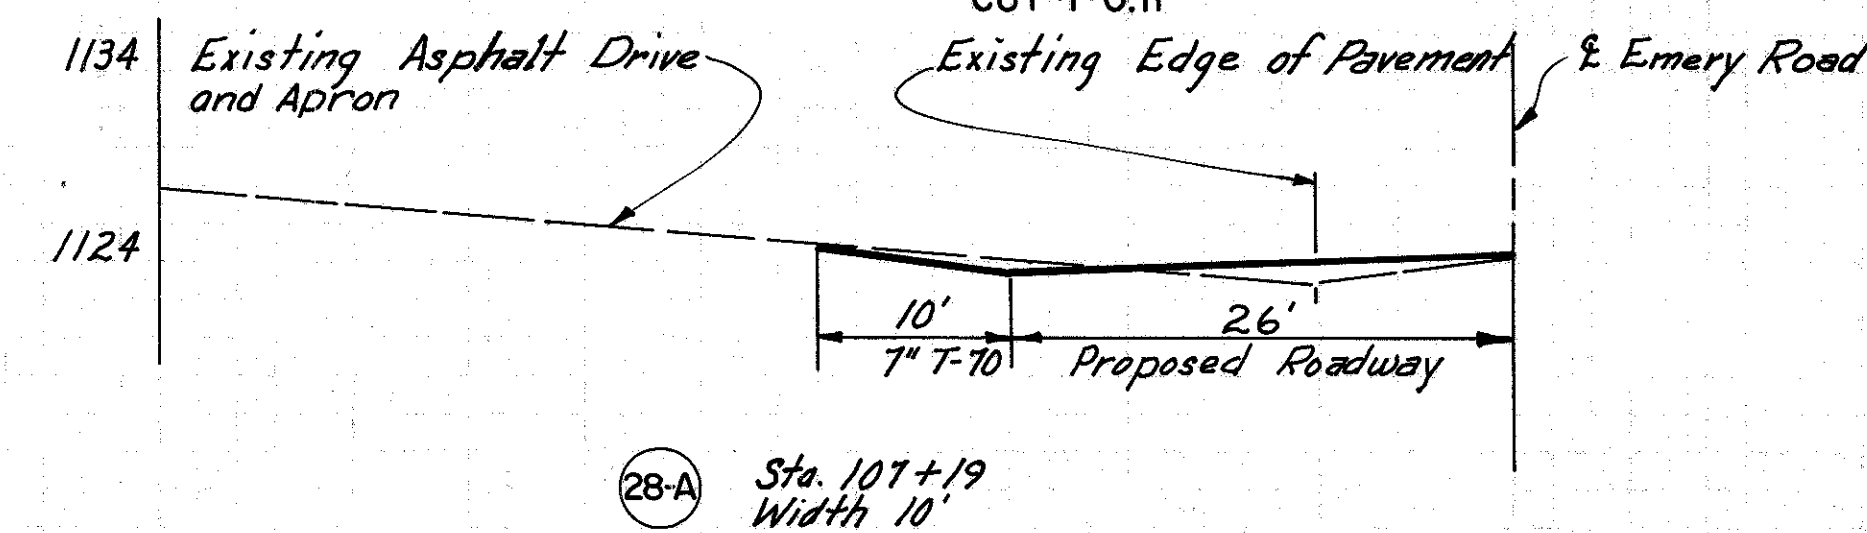 1134
Existing Asphalt Drive
and Apron
Existing Edge of Pavement
℄ Emery Road
1124
10'
26'
7" T-70
Proposed Roadway
28-A
Sta. 107+19
Width 10'